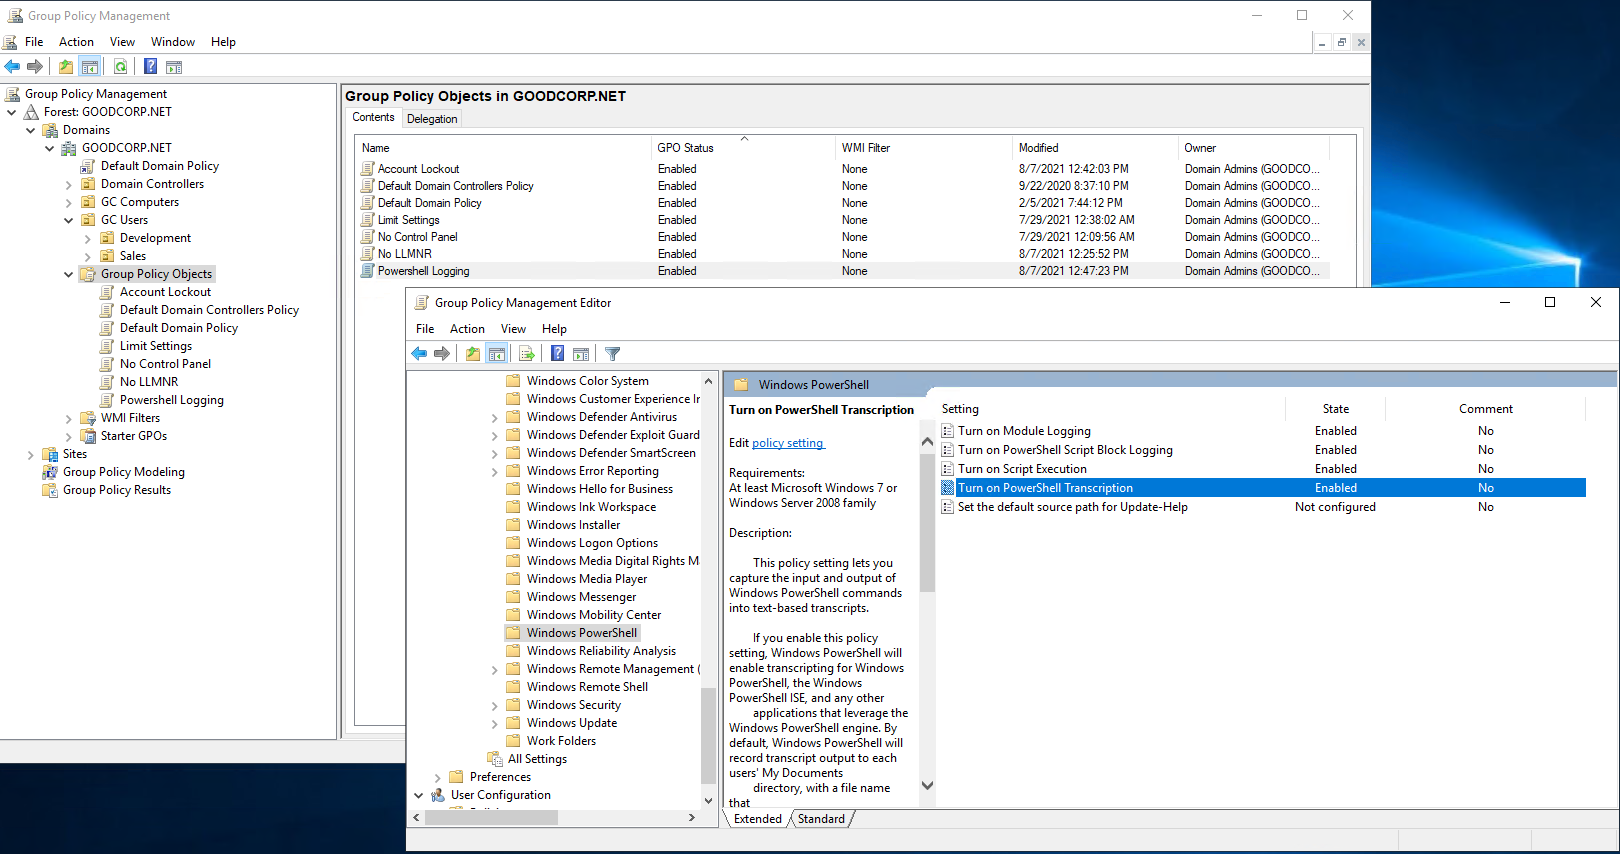 Group Policy Management
File Action View Window Help
Group Policy Management
Forest: GOODCORP.NET
Domains
GOODCORP.NET
Default Domain Policy
Domain Controllers
GC Computers
GC Users
Development
Sales
Group Policy Objects
Account Lockout
Default Domain Controllers Policy
Default Domain Policy
Limit Settings
No Control Panel
No LLMNR
Powershell Logging
WMI Filters
Starter GPOs
Sites
Group Policy Modeling
Group Policy Results
Group Policy Objects in GOODCORP.NET
Contents Delegation
Name GPO Status WMI Filter Modified Owner
Account Lockout Enabled None 8/7/2021 12:42:03 PM Domain Admins (GOODCO...
Default Domain Controllers Policy Enabled None 9/22/2020 8:37:10 PM Domain Admins (GOODCO...
Default Domain Policy Enabled None 2/5/2021 7:44:12 PM Domain Admins (GOODCO...
Limit Settings Enabled None 7/29/2021 12:38:02 AM Domain Admins (GOODCO...
No Control Panel Enabled None 7/29/2021 12:09:56 AM Domain Admins (GOODCO...
No LLMNR Enabled None 8/7/2021 12:25:52 PM Domain Admins (GOODCO...
Powershell Logging Enabled None 8/7/2021 12:47:23 PM Domain Admins (GOODCO...
Group Policy Management Editor
File Action View Help
Windows Color System
Windows Customer Experience Ir
Windows Defender Antivirus
Windows Defender Exploit Guard
Windows Defender SmartScreen
Windows Error Reporting
Windows Hello for Business
Windows Ink Workspace
Windows Installer
Windows Logon Options
Windows Media Digital Rights M
Windows Media Player
Windows Messenger
Windows Mobility Center
Windows PowerShell
Windows Reliability Analysis
Windows Remote Management (
Windows Remote Shell
Windows Security
Windows Update
Work Folders
All Settings
Preferences
User Configuration
Windows PowerShell
Turn on PowerShell Transcription
Edit policy setting
Requirements:
At least Microsoft Windows 7 or
Windows Server 2008 family
Description:
This policy setting lets you
capture the input and output of
Windows PowerShell commands
into text-based transcripts.
If you enable this policy
setting, Windows PowerShell will
enable transcripting for Windows
PowerShell, the Windows
PowerShell ISE, and any other
applications that leverage the
Windows PowerShell engine. By
default, Windows PowerShell will
record transcript output to each
users' My Documents
directory, with a file name
that
Setting State Comment
Turn on Module Logging Enabled No
Turn on PowerShell Script Block Logging Enabled No
Turn on Script Execution Enabled No
Turn on PowerShell Transcription Enabled No
Set the default source path for Update-Help Not configured No
Extended Standard